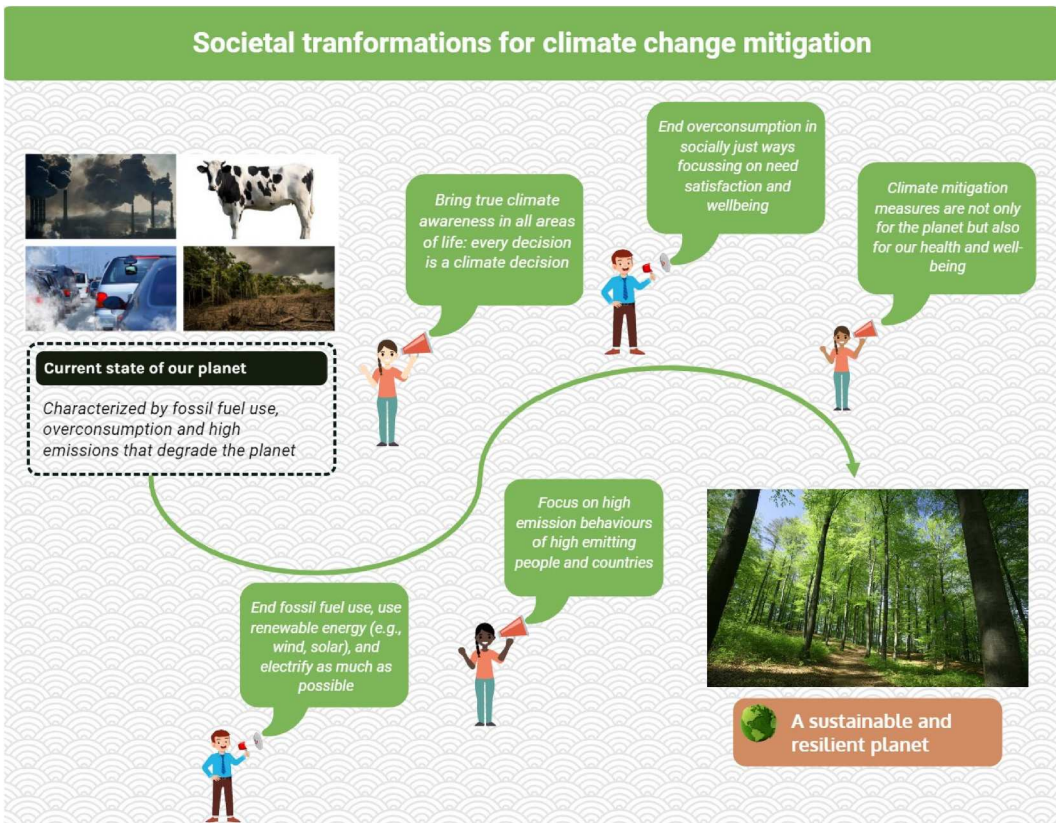 Societal tranformations for climate change mitigation
Current state of our planet
Characterized by fossil fuel use,
overconsumption and high
emissions that degrade the planet
End fossil fuel use, use
renewable energy (e.g.,
wind, solar), and
electrify as much as
possible
Bring true climate
awareness in all areas
of life: every decision
is a climate decision
Focus on high
emission behaviours
of high emitting
people and countries
End overconsumption in
socially just ways
focussing on need
satisfaction and
wellbeing
Climate mitigation
measures are not only
for the planet but also
for our health and well-
being
A sustainable and
resilient planet